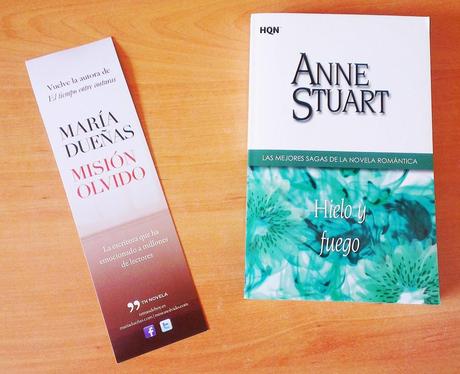 Vuelve la autora de
El tiempo entre costuras
MARÍA
DUEÑAS
MISIÓN
OLVIDO
La escritora que ha
emocionado a millones
de lectores
TH NOVELA
HQN
ANNE
STUART
LAS MEJORES SAGAS DE LA NOVELA ROMÁNTICA
Hielo y
fuego